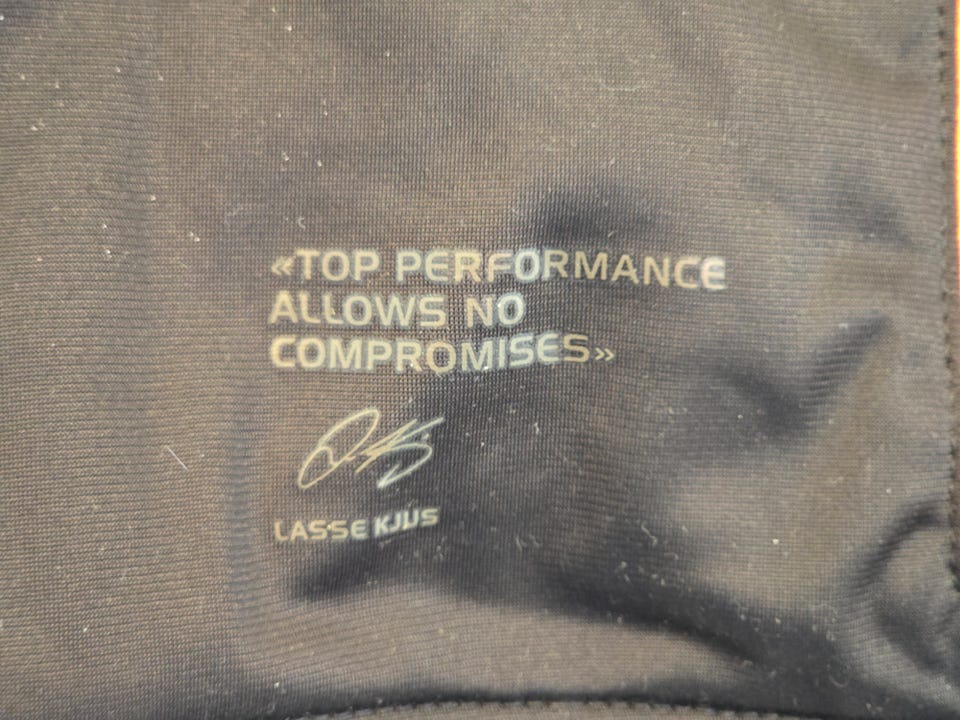 «TOP PERFORMANCE
ALLOWS NO
COMPROMISES»
LASSE KJUS